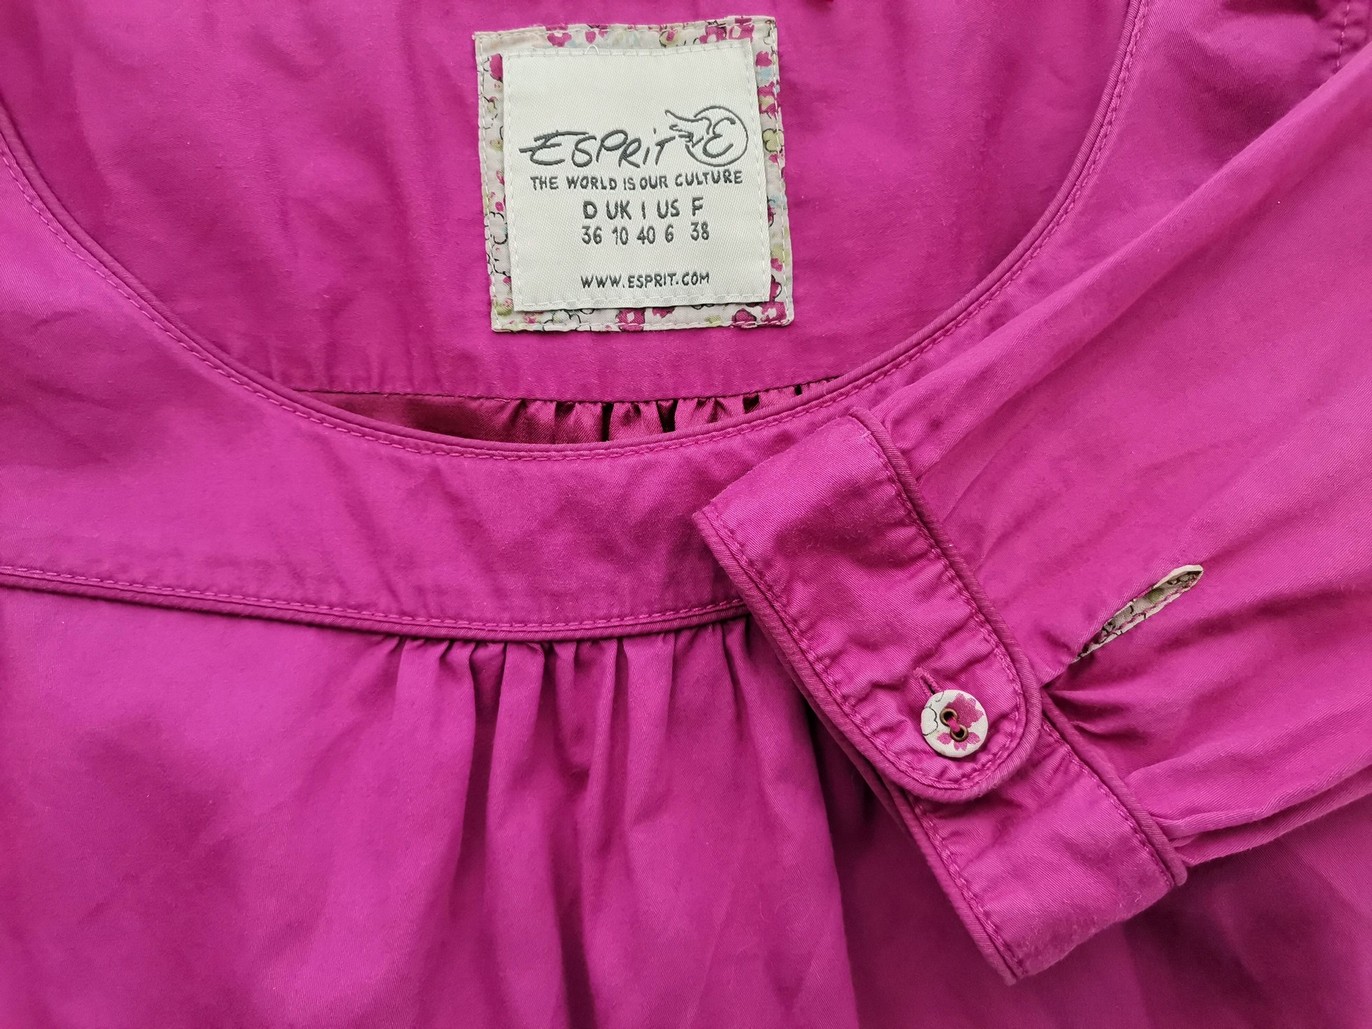 ESPRIT E
THE WORLD IS OUR CULTURE
D UK I US F
36 10 40 6 38
WWW.ESPRIT.COM